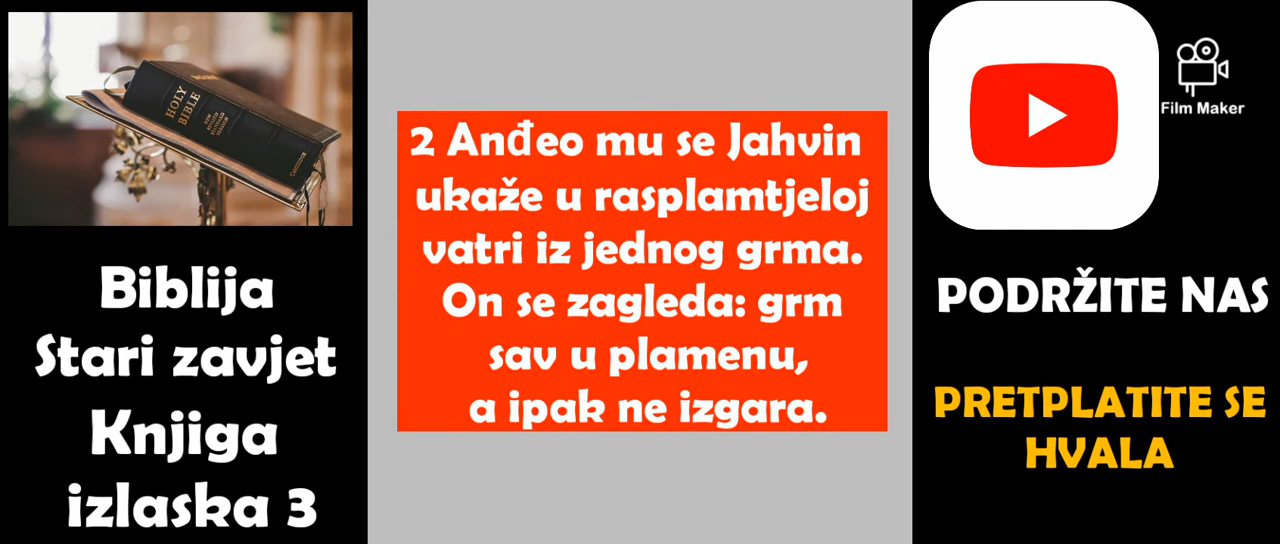 HOLY
BIBLE
Biblija
Stari zavjet
Knjiga
izlaska 3
2 Anđeo mu se Jahvin
ukaže u rasplamtjeloj
vatri iz jednog grma.
On se zagleda: grm
sav u plamenu,
a ipak ne izgara.
Film Maker
PODRŽITE NAS
PRETPLATITE SE
HVALA